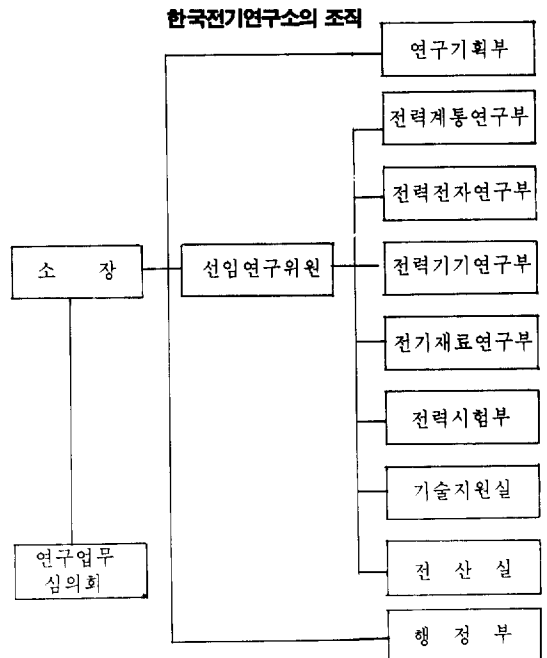 한국전기연구소의 조직
연구기획부
전력계통연구부
전력전자연구부
소 장
선임연구위원
전력기기연구부
전기재료연구부
전력시험부
기술지원실
연구업무
심의회
전 산 실
행 정 부